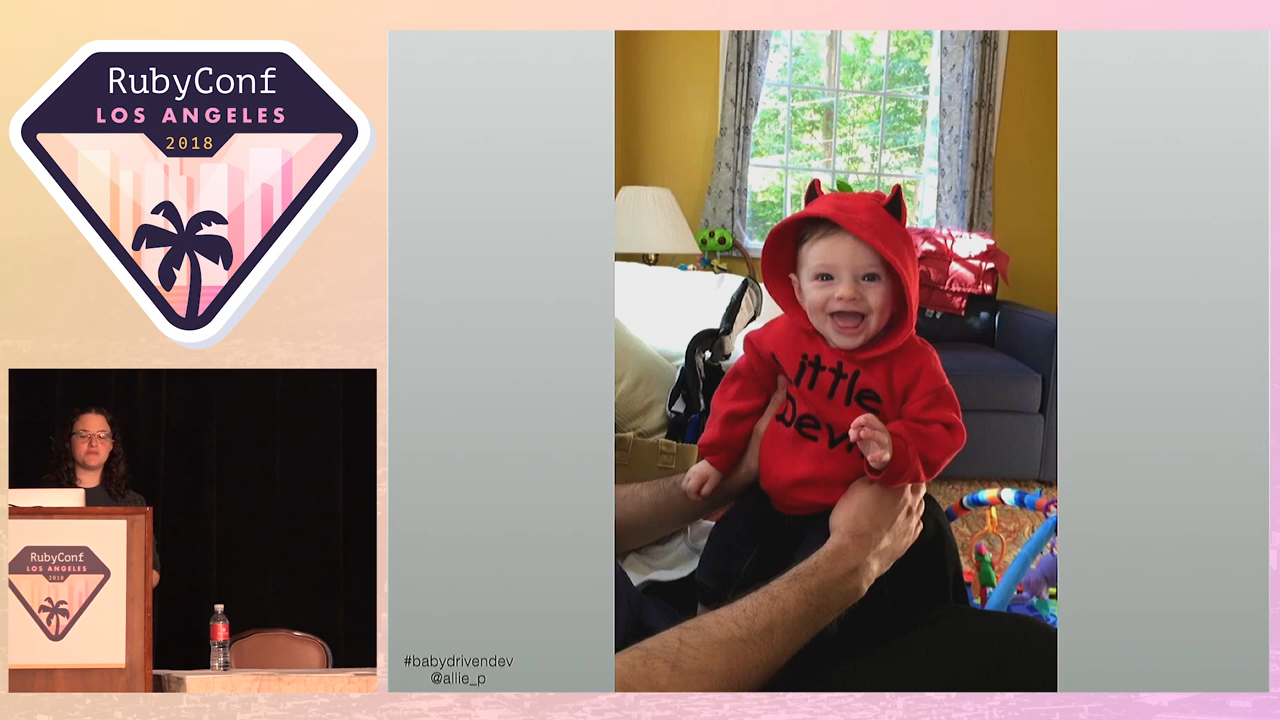 RubyConf
LOS ANGELES
2018
RubyConf
LOS ANGELES
2018
Little
Devil
#babydrivendev
@allie_p